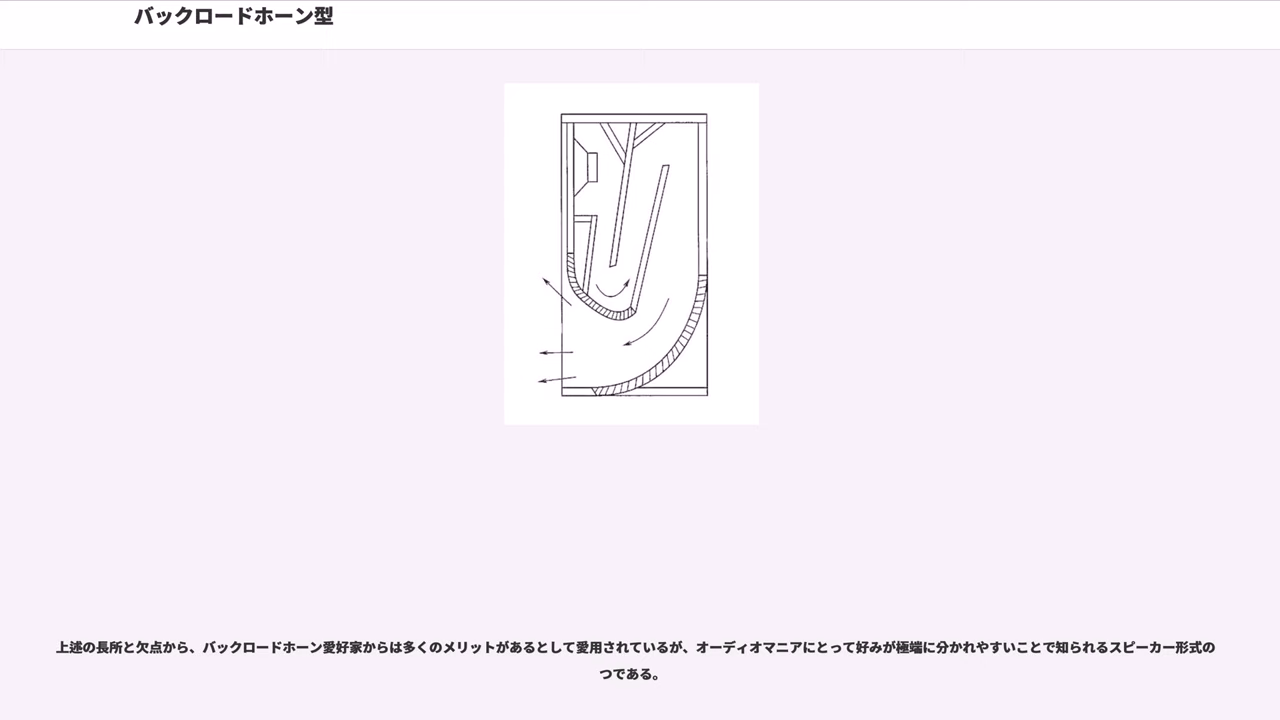 バックロードホーン型
上述の長所と欠点から、バックロードホーン愛好家からは多くのメリットがあるとして愛用されているが、オーディオマニアにとって好みが極端に分かれやすいことで知られるスピーカー形式の
つである。